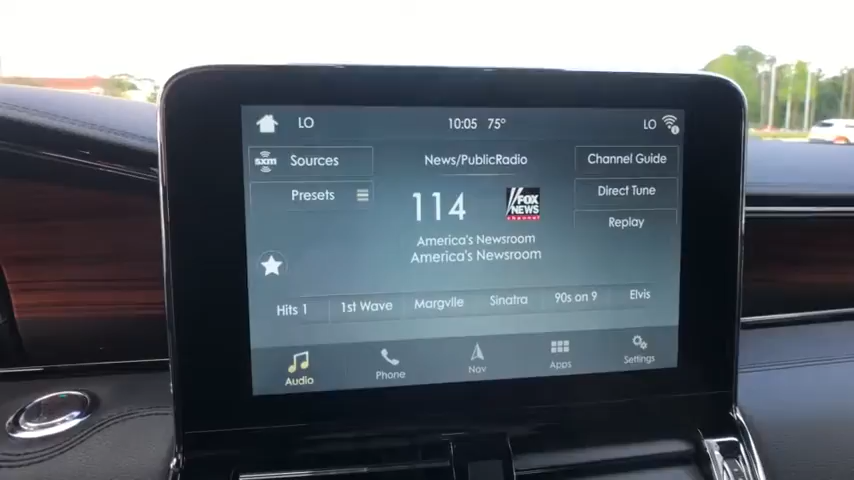 LO 10:05 75° LO
sxm Sources News/PublicRadio Channel Guide
Presets Direct Tune
114 FOX NEWS channel
Replay
America's Newsroom
America's Newsroom
Hits 1 1st Wave Margvlle Sinatra 90s on 9 Elvis
Audio Phone Nav Apps Settings